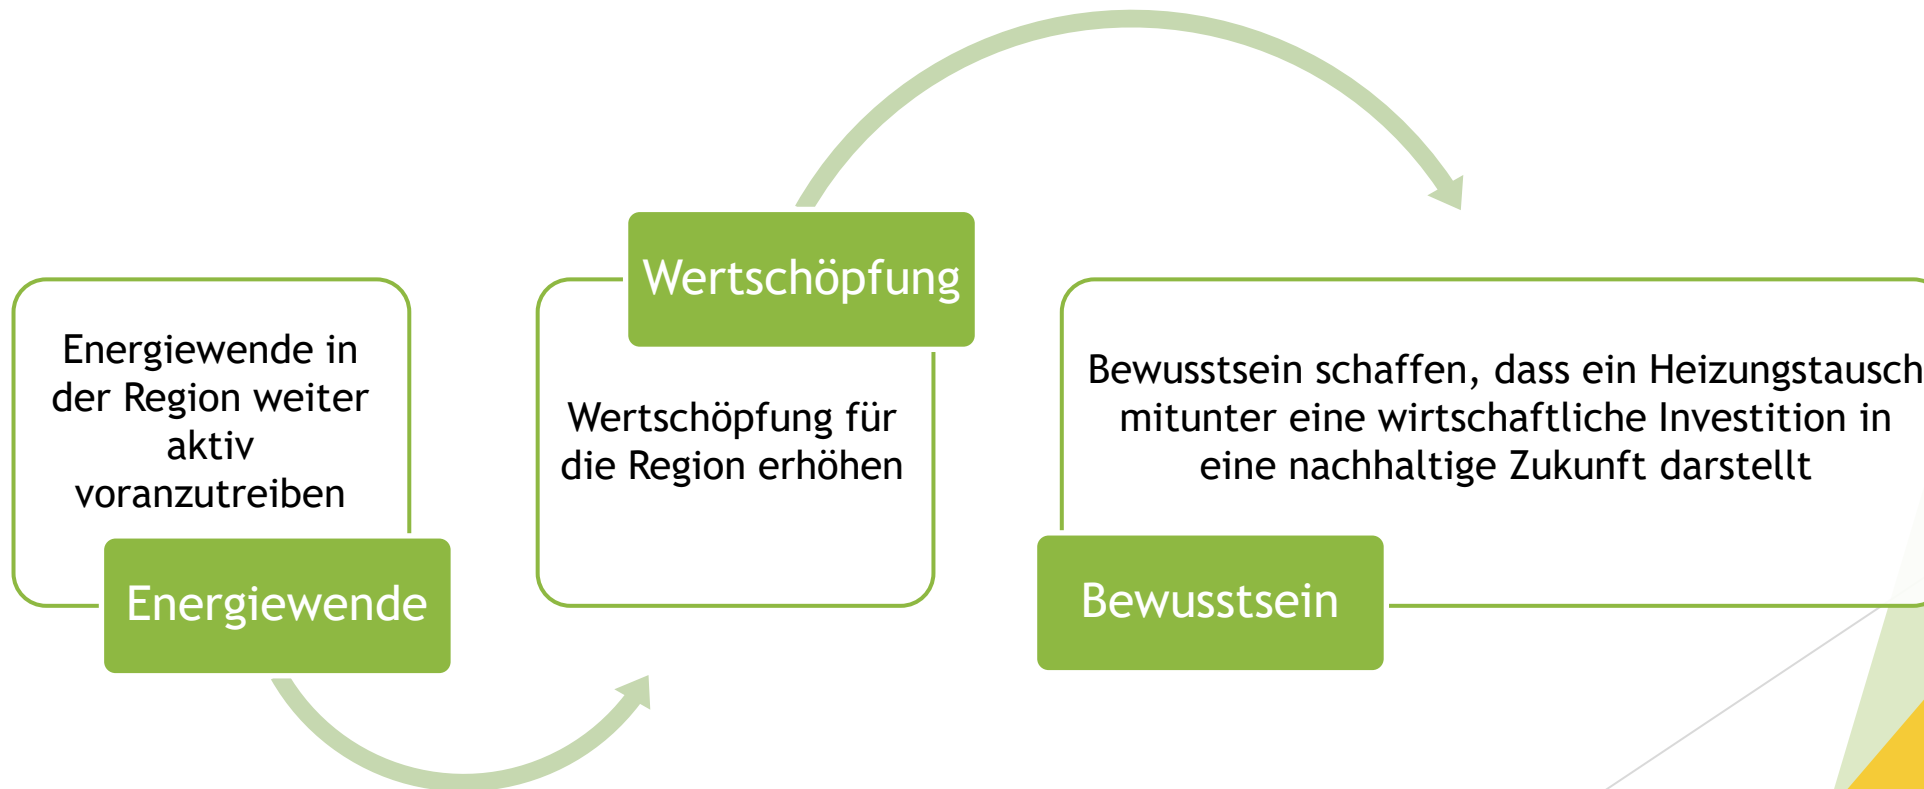 Energiewende in
der Region weiter
aktiv
voranzutreiben
Energiewende
Wertschöpfung
Wertschöpfung für
die Region erhöhen
Bewusstsein schaffen, dass ein Heizungstausch
mitunter eine wirtschaftliche Investition in
eine nachhaltige Zukunft darstellt
Bewusstsein